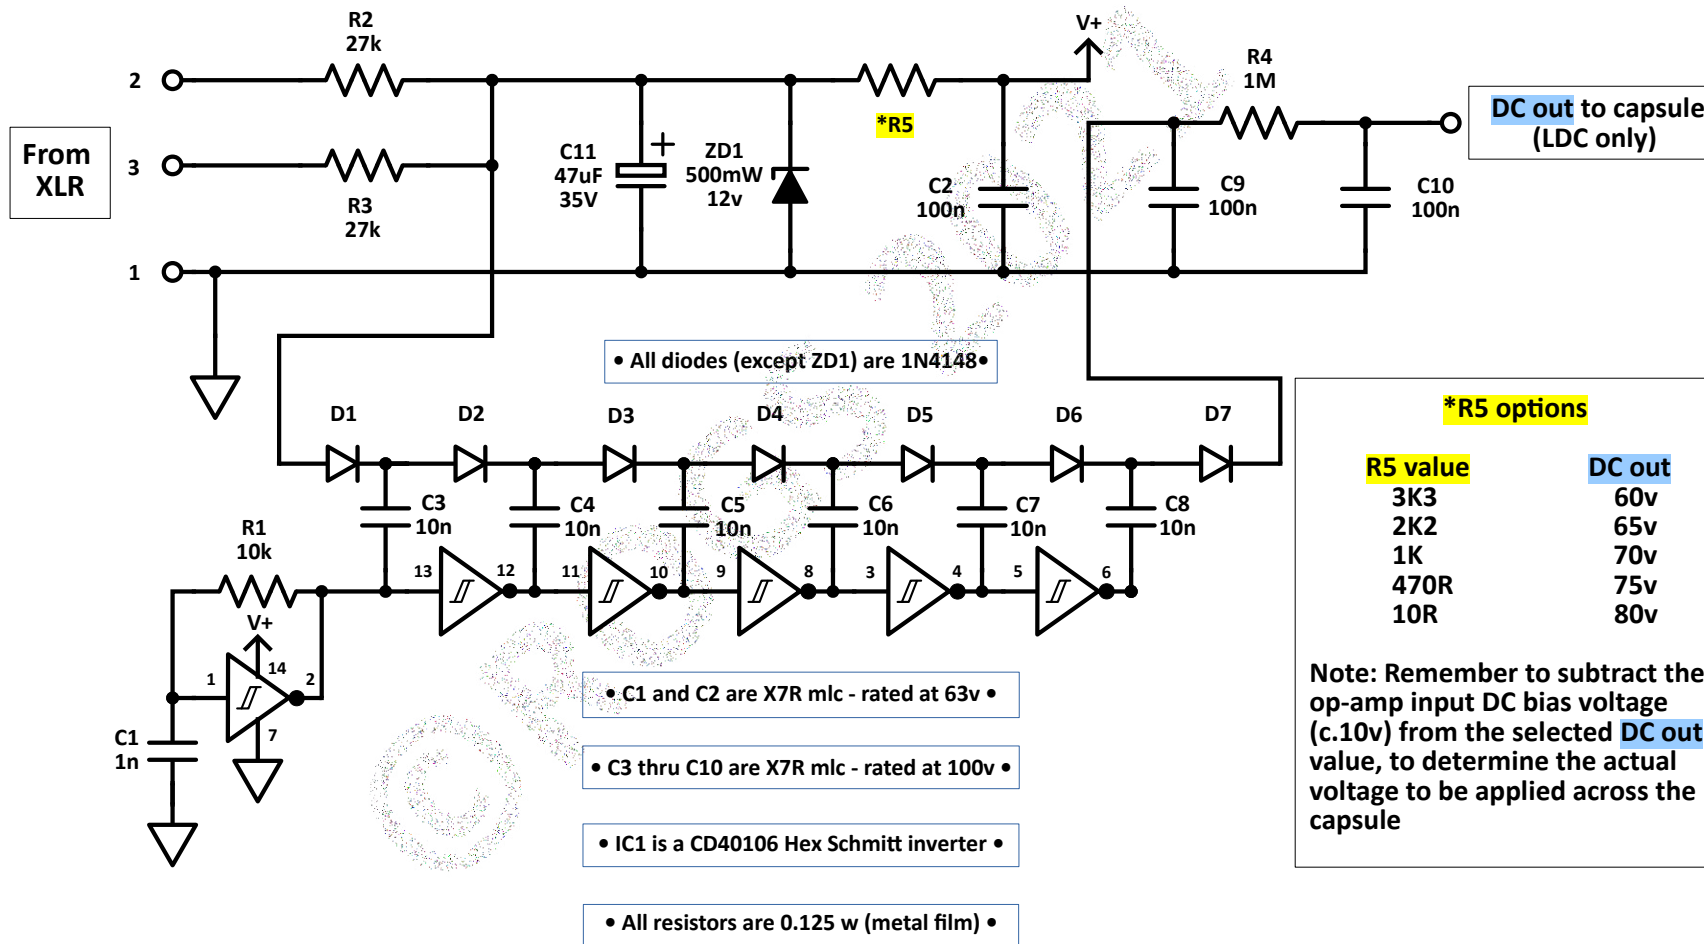 R2
27k
2
V+
R4
1M
*R5
DC out to capsule
(LDC only)
From
XLR
3
R3
27k
C11
47uF
35V
+
ZD1
500mW
12v
C2
100n
C9
100n
C10
100n
1
• All diodes (except ZD1) are 1N4148•
D1
D2
D3
D4
D5
D6
D7
C3
10n
C4
10n
C5
10n
C6
10n
C7
10n
C8
10n
R1
10k
13
12
11
10
9
8
3
4
5
6
V+
14
1
2
7
C1
1n
*R5 options
R5 value DC out
3K3 60v
2K2 65v
1K 70v
470R 75v
10R 80v
Note: Remember to subtract the
op-amp input DC bias voltage
(c.10v) from the selected DC out
value, to determine the actual
voltage to be applied across the
capsule
• C1 and C2 are X7R mlc - rated at 63v •
• C3 thru C10 are X7R mlc - rated at 100v •
• IC1 is a CD40106 Hex Schmitt inverter •
• All resistors are 0.125 w (metal film) •